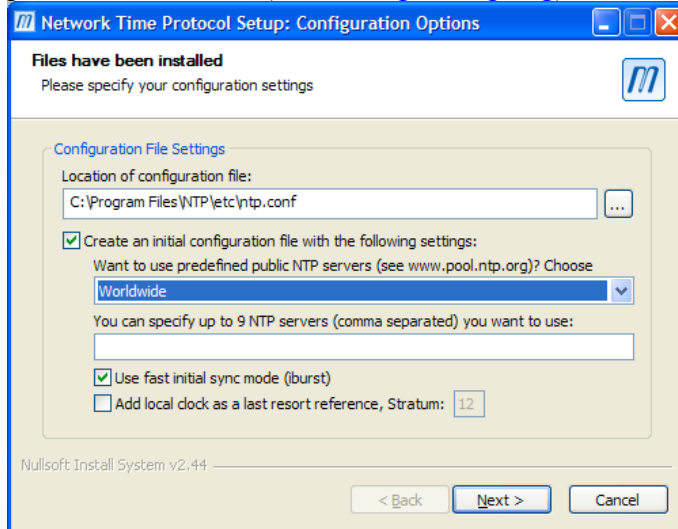 Network Time Protocol Setup: Configuration Options
Files have been installed
Please specify your configuration settings
Configuration File Settings
Location of configuration file:
C:\Program Files\NTP\etc\ntp.conf
...
Create an initial configuration file with the following settings:
Want to use predefined public NTP servers (see www.pool.ntp.org)? Choose
Worldwide
You can specify up to 9 NTP servers (comma separated) you want to use:
Use fast initial sync mode (iburst)
Add local clock as a last resort reference, Stratum: 12
Nullsoft Install System v2.44
< Back Next > Cancel